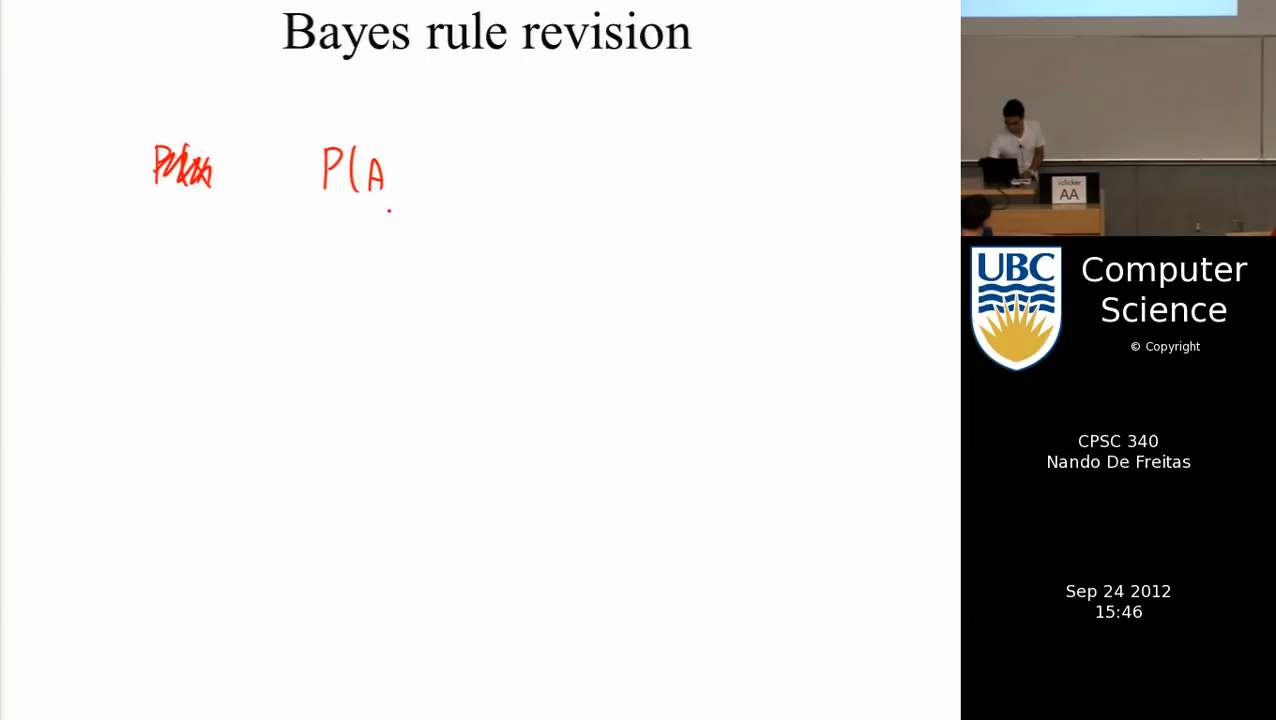 Bayes rule revision
P(A
iclicker
AA
UBC
Computer
Science
© Copyright
CPSC 340
Nando De Freitas
Sep 24 2012
15:46